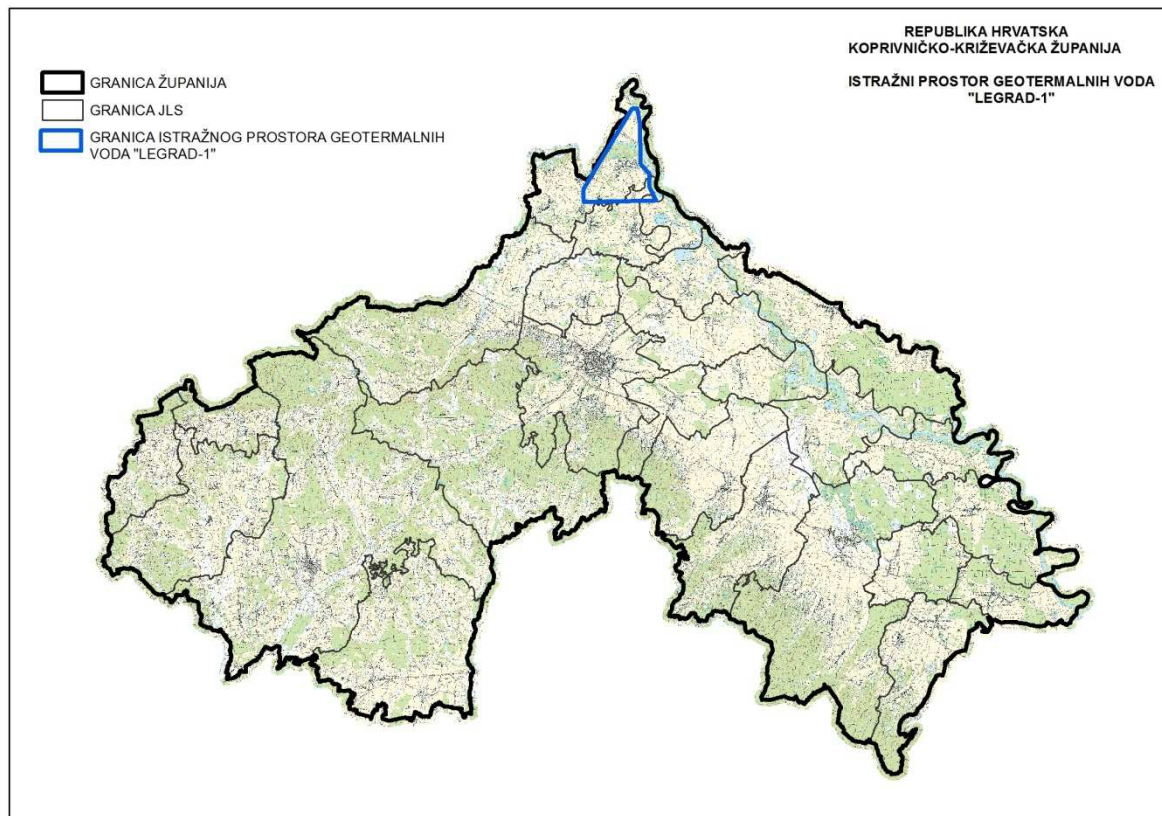 REPUBLIKA HRVATSKA
KOPRIVNIČKO-KRIŽEVAČKA ŽUPANIJA
ISTRAŽNI PROSTOR GEOTERMALNIH VODA
"LEGRAD-1"
GRANICA ŽUPANIJA
GRANICA JLS
GRANICA ISTRAŽNOG PROSTORA GEOTERMALNIH
VODA "LEGRAD-1"